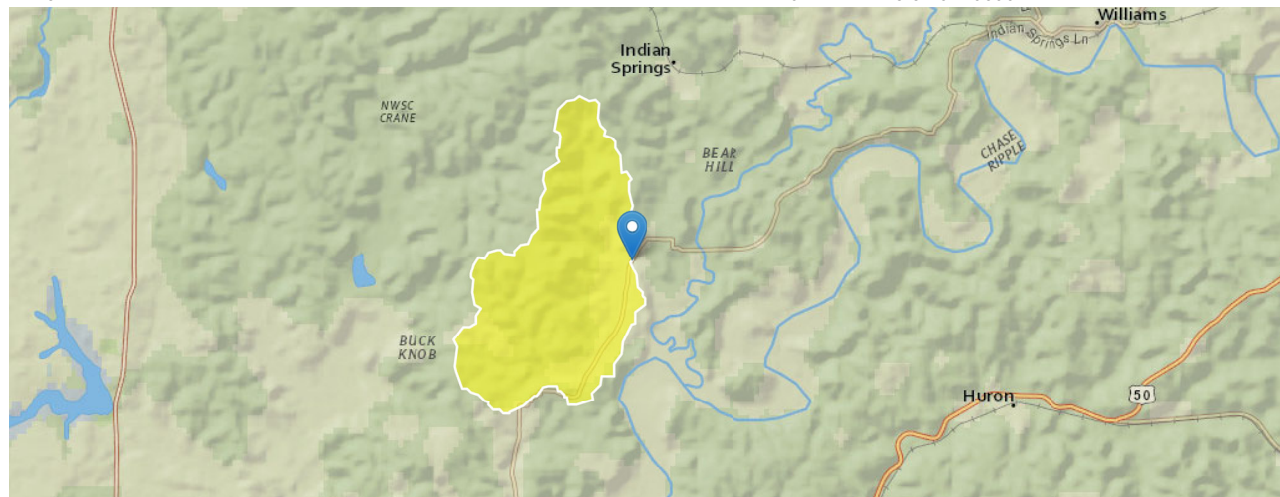 Williams
Indian Springs Ln
Indian
Springs
NWSC
CRANE
CHASE
RIPPLE
BEAR
HILL
BUCK
KNOB
50
Huron